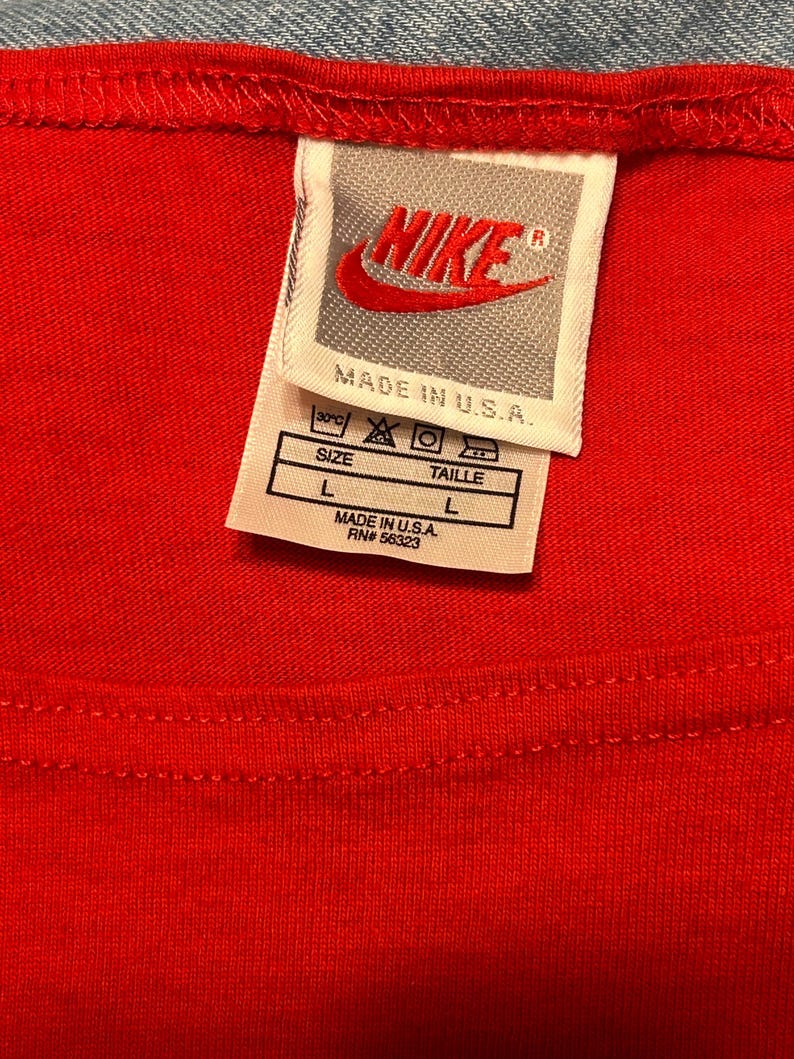 NIKE®
MADE IN U.S.A.
30°C
SIZE TAILLE
L L
MADE IN U.S.A.
RN# 56323